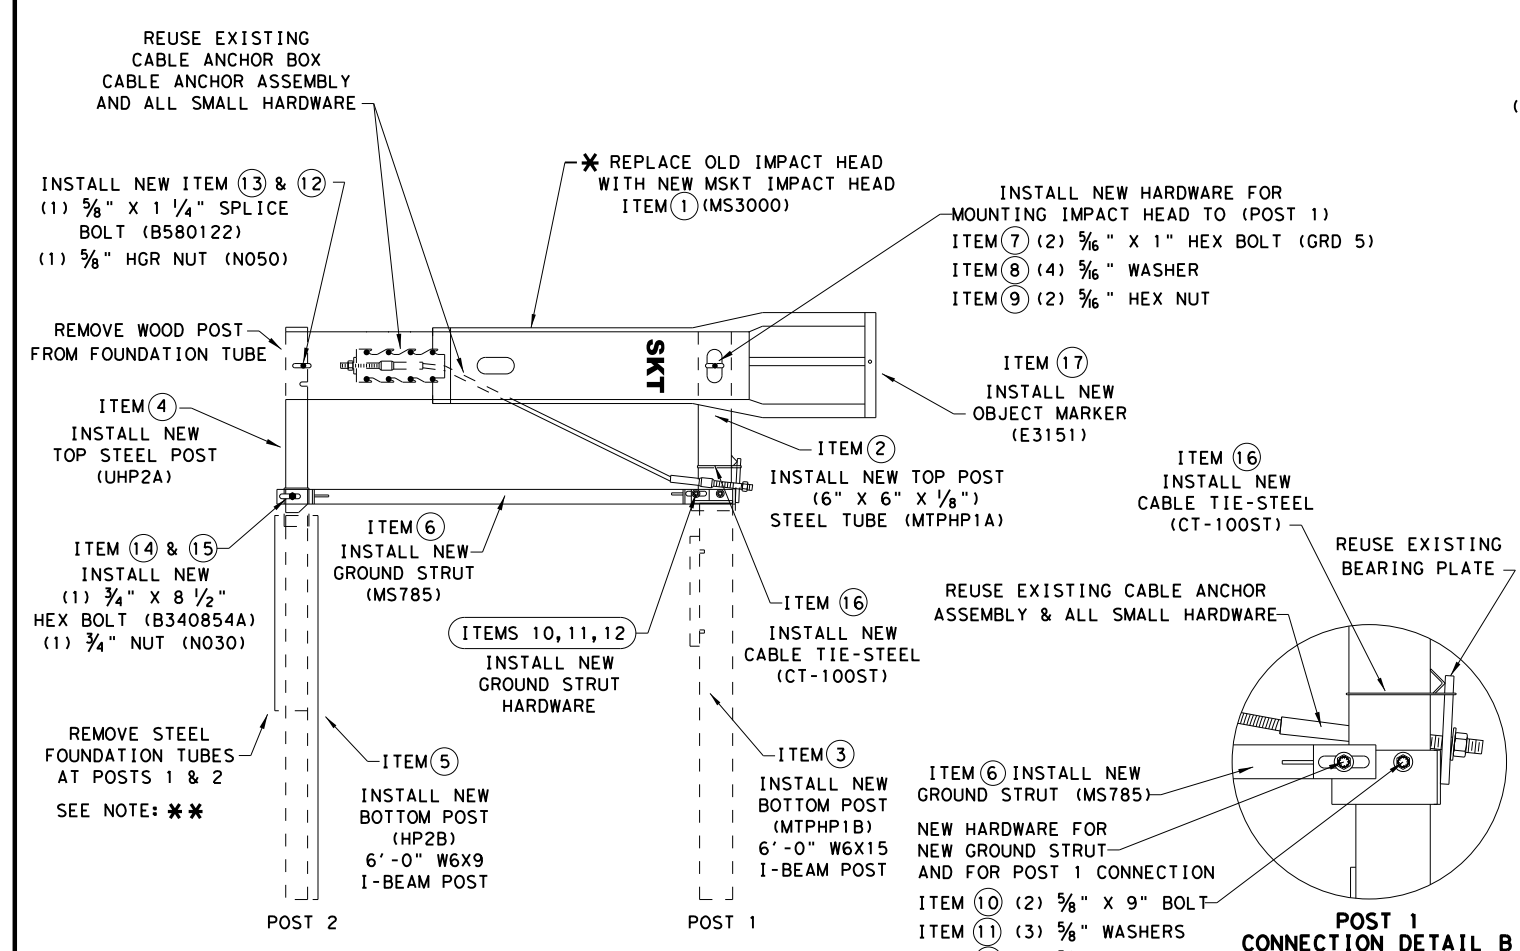 REUSE EXISTING
CABLE ANCHOR BOX
CABLE ANCHOR ASSEMBLY
AND ALL SMALL HARDWARE
INSTALL NEW ITEM 13 & 12
(1) 5/8" X 1 1/4" SPLICE
BOLT (B580122)
(1) 5/8" HGR NUT (N050)
* REPLACE OLD IMPACT HEAD
WITH NEW MSKT IMPACT HEAD
ITEM 1 (MS3000)
INSTALL NEW HARDWARE FOR
MOUNTING IMPACT HEAD TO (POST 1)
ITEM 7 (2) 5/16" X 1" HEX BOLT (GRD 5)
ITEM 8 (4) 5/16" WASHER
ITEM 9 (2) 5/16" HEX NUT
REMOVE WOOD POST
FROM FOUNDATION TUBE
SKT
ITEM 17
INSTALL NEW
OBJECT MARKER
(E3151)
ITEM 4
INSTALL NEW
TOP STEEL POST
(UHP2A)
ITEM 2
INSTALL NEW TOP POST
(6" X 6" X 1/8")
STEEL TUBE (MTPHP1A)
ITEM 16
INSTALL NEW
CABLE TIE-STEEL
(CT-100ST)
REUSE EXISTING
BEARING PLATE
ITEM 14 & 15
INSTALL NEW
(1) 3/4" X 8 1/2"
HEX BOLT (B340854A)
(1) 3/4" NUT (N030)
ITEM 6
INSTALL NEW
GROUND STRUT
(MS785)
ITEMS 10, 11, 12
INSTALL NEW
GROUND STRUT
HARDWARE
ITEM 16
INSTALL NEW
CABLE TIE-STEEL
(CT-100ST)
REUSE EXISTING CABLE ANCHOR
ASSEMBLY & ALL SMALL HARDWARE
REMOVE STEEL
FOUNDATION TUBES
AT POSTS 1 & 2
SEE NOTE: **
ITEM 5
INSTALL NEW
BOTTOM POST
(HP2B)
6'-0" W6X9
I-BEAM POST
ITEM 3
INSTALL NEW
BOTTOM POST
(MTPHP1B)
6'-0" W6X15
I-BEAM POST
ITEM 6 INSTALL NEW
GROUND STRUT (MS785)
NEW HARDWARE FOR
NEW GROUND STRUT
AND FOR POST 1 CONNECTION
ITEM 10 (2) 5/8" X 9" BOLT
ITEM 11 (3) 5/8" WASHERS
POST 2
POST 1
POST 1
CONNECTION DETAIL B